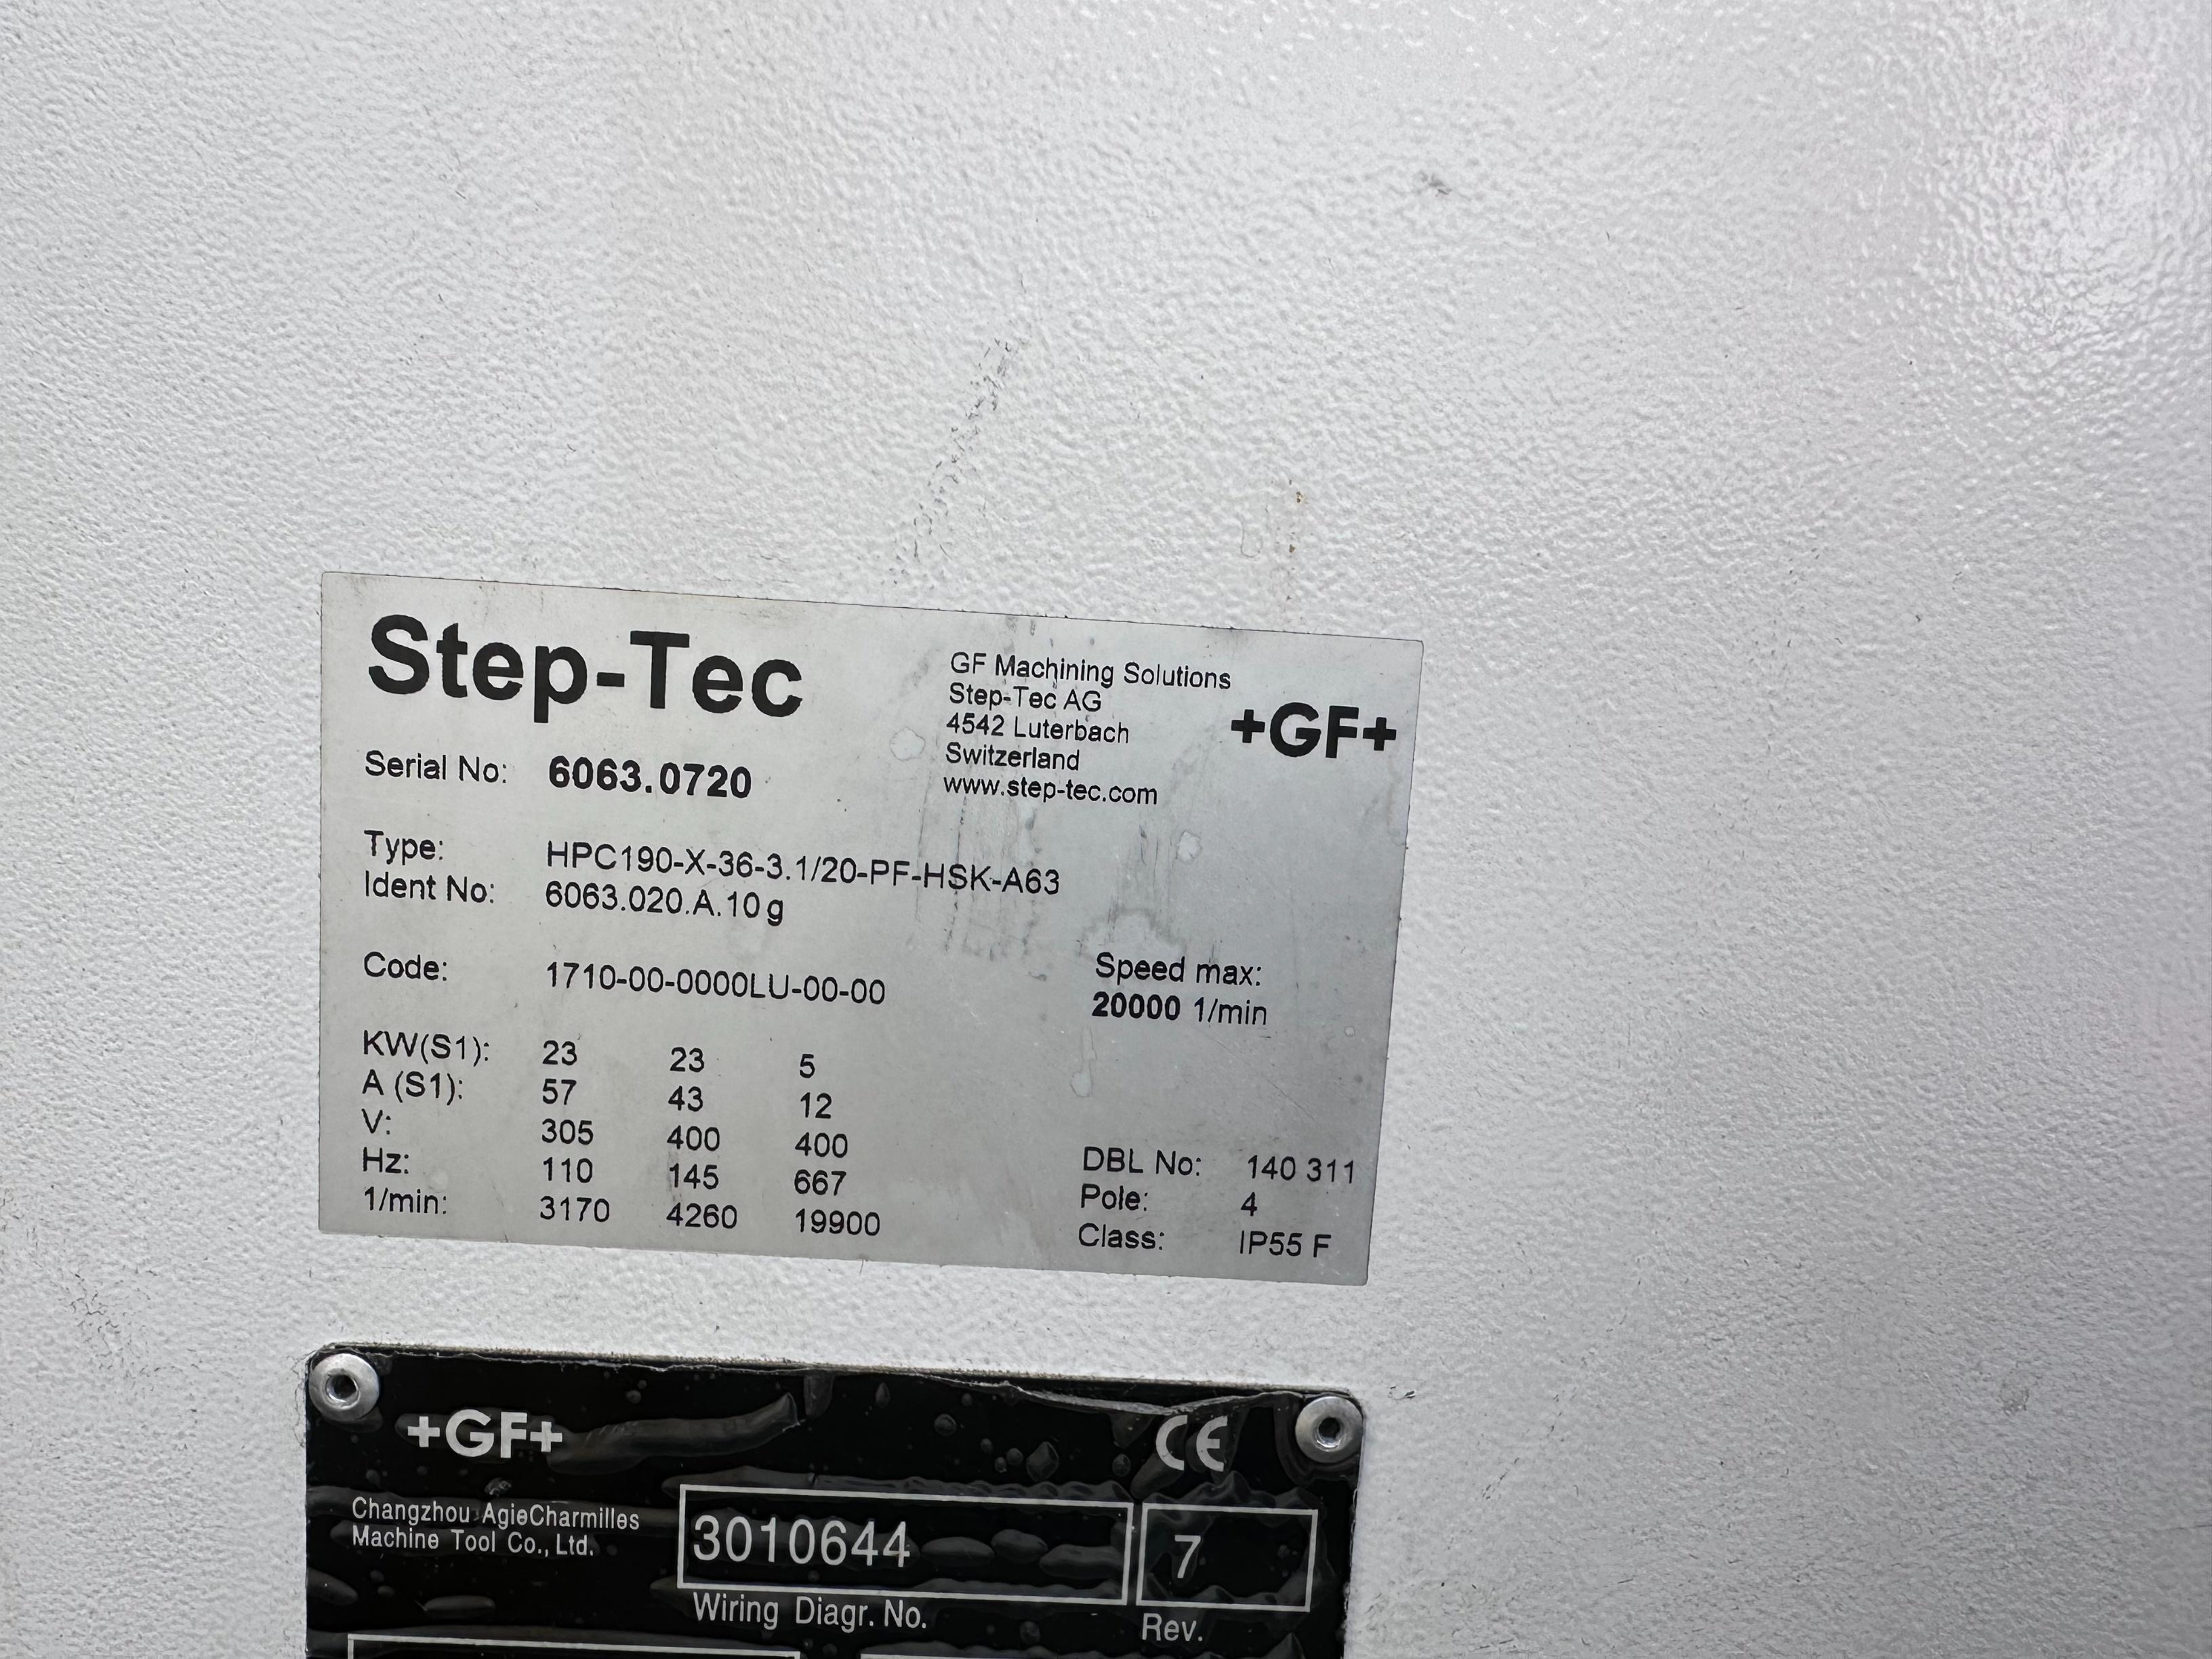 Step-Tec
GF Machining Solutions
Step-Tec AG
4542 Luterbach
Switzerland
www.step-tec.com
+GF+
Serial No: 6063.0720
Type: HPC190-X-36-3.1/20-PF-HSK-A63
Ident No: 6063.020.A.10 g
Code: 1710-00-0000LU-00-00
Speed max:
20000 1/min
KW(S1): 23 23 5
A (S1): 57 43 12
V: 305 400 400
Hz: 110 145 667
1/min: 3170 4260 19900
DBL No: 140 311
Pole: 4
Class: IP55 F
+GF+
CE
Changzhou AgieCharmilles
Machine Tool Co., Ltd.
3010644
7
Wiring Diagr. No.
Rev.